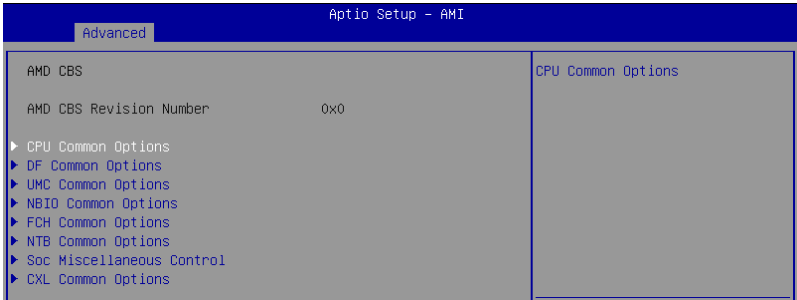 Aptio Setup – AMI
Advanced
AMD CBS
CPU Common Options
AMD CBS Revision Number 0x0
CPU Common Options
DF Common Options
UMC Common Options
NBIO Common Options
FCH Common Options
NTB Common Options
Soc Miscellaneous Control
CXL Common Options